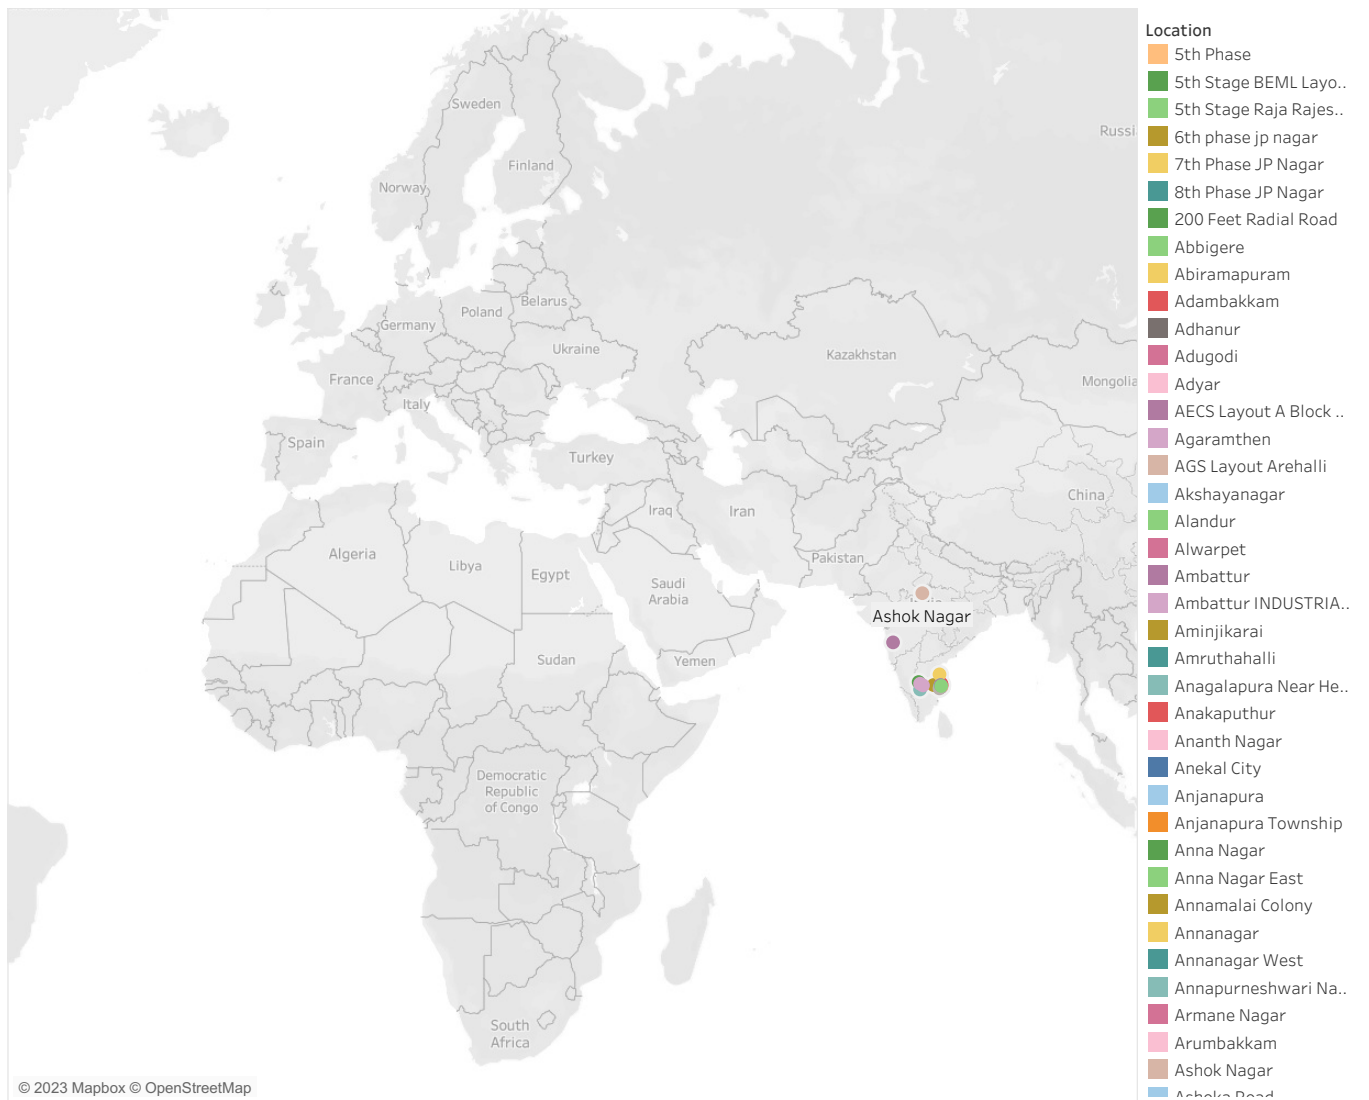 Sweden
Finland
Norway
Russi
Belarus
Poland
Germany
Ukraine
Kazakhstan
France
Mongolia
Italy
Spain
Turkey
China
Iraq
Iran
Algeria
Pakistan
Libya
Egypt
Saudi
Arabia
Ashok Nagar
Sudan
Yemen
Democratic
Republic
of Congo
South
Africa
© 2023 Mapbox © OpenStreetMap
Location
5th Phase
5th Stage BEML Layo..
5th Stage Raja Rajes..
6th phase jp nagar
7th Phase JP Nagar
8th Phase JP Nagar
200 Feet Radial Road
Abbigere
Abiramapuram
Adambakkam
Adhanur
Adugodi
Adyar
AECS Layout A Block ..
Agaramthen
AGS Layout Arehalli
Akshayanagar
Alandur
Alwarpet
Ambattur
Ambattur INDUSTRIA..
Aminjikarai
Amruthahalli
Anagalapura Near He..
Anakaputhur
Ananth Nagar
Anekal City
Anjanapura
Anjanapura Township
Anna Nagar
Anna Nagar East
Annamalai Colony
Annanagar
Annanagar West
Annapurneshwari Na..
Armane Nagar
Arumbakkam
Ashok Nagar
Ashoka Road